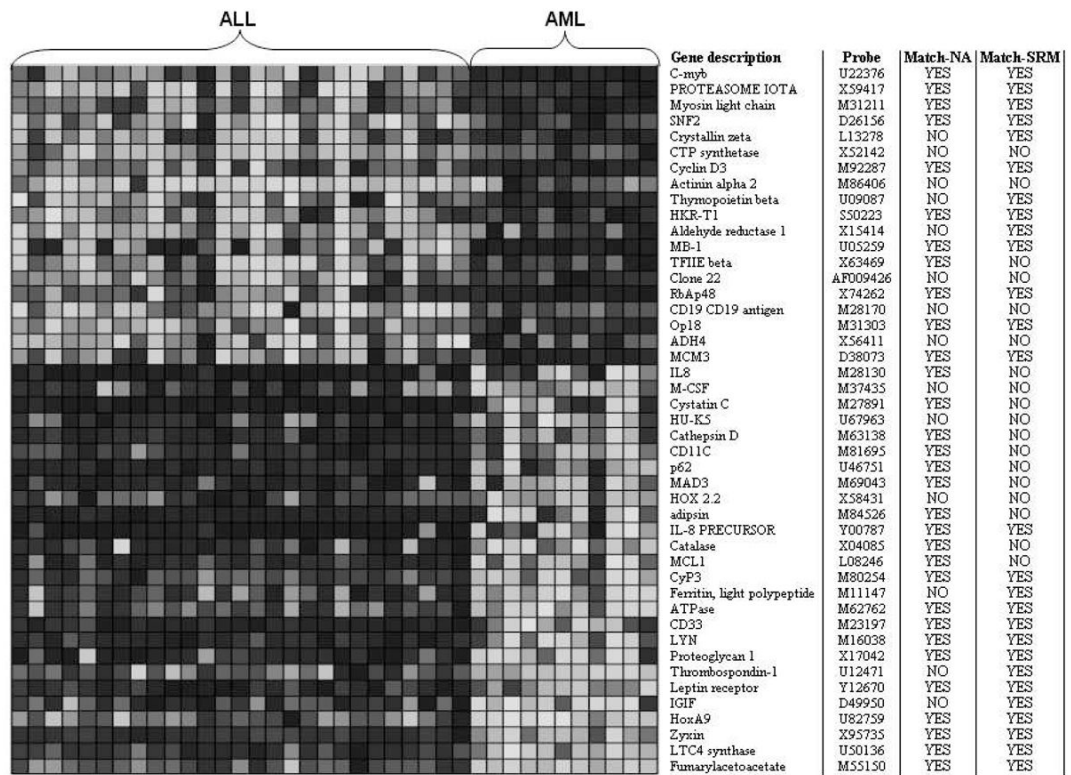 ALL AML
Gene description Probe Match-NA Match-SRM
C-myb U22376 YES YES
PROTEASOME IOTA X59417 YES YES
Myosin light chain M31211 YES YES
SNF2 D26156 YES YES
Crystallin zeta L13278 NO YES
CTP synthetase X52142 NO NO
Cyclin D3 M92287 YES YES
Actinin alpha 2 M86406 NO NO
Thymopoietin beta U09087 NO YES
HKR-T1 S50223 YES YES
Aldehyde reductase 1 X15414 NO YES
MB-1 U05259 YES YES
TFIIE beta X63469 YES NO
Clone 22 AF009426 NO NO
RbAp48 X74262 YES YES
CD19 CD19 antigen M28170 NO NO
Op18 M31303 YES YES
ADH4 X56411 NO NO
MCM3 D38073 YES YES
IL8 M28130 YES NO
M-CSF M37435 NO NO
Cystatin C M27891 YES NO
HU-K5 U67963 NO NO
Cathepsin D M63138 YES NO
CD11C M81695 YES NO
p62 U46751 YES NO
MAD3 M69043 YES NO
HOX 2.2 X58431 NO NO
adipsin M84526 YES NO
IL-8 PRECURSOR Y00787 YES YES
Catalase X04085 YES NO
MCL1 L08246 YES NO
CyP3 M80254 YES YES
Ferritin, light polypeptide M11147 NO YES
ATPase M62762 YES YES
CD33 M23197 YES YES
LYN M16038 YES YES
Proteoglycan 1 X17042 YES YES
Thrombospondin-1 U12471 NO YES
Leptin receptor Y12670 YES YES
IGIF D49950 NO YES
HoxA9 U82759 YES YES
Zyxin X95735 YES YES
LTC4 synthase U50136 YES YES
Fumarylacetoacetate M55150 YES YES